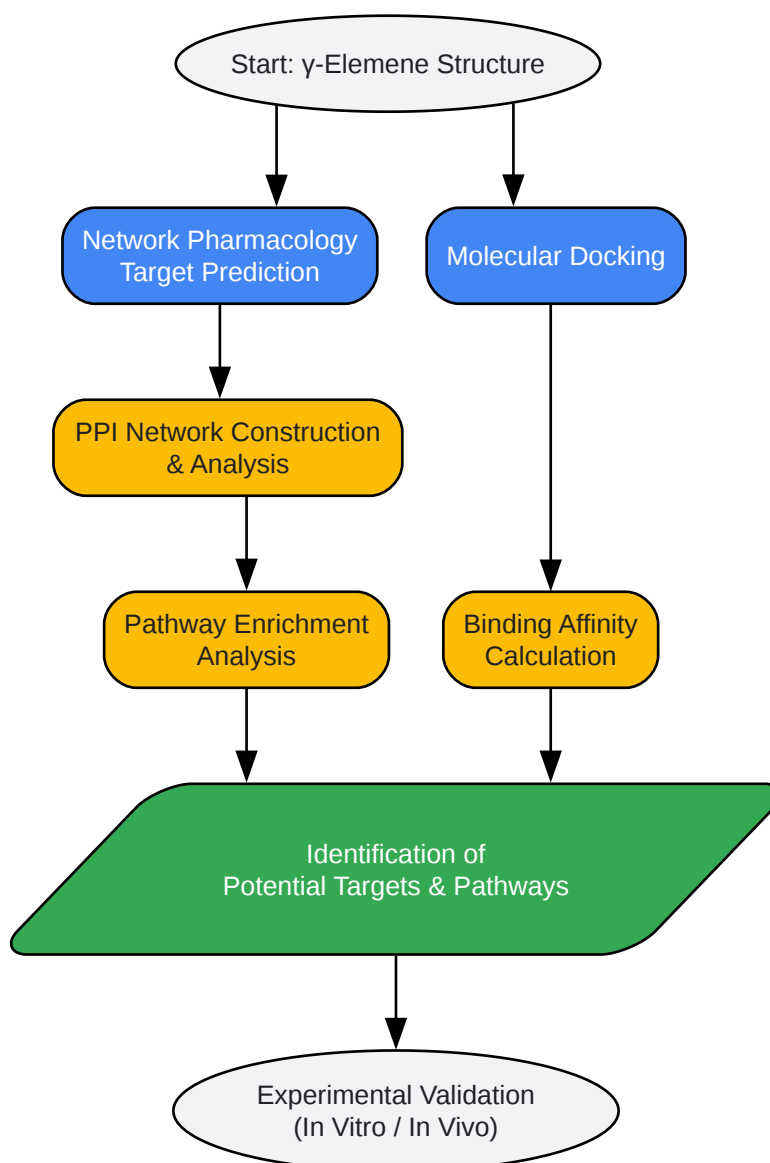 Start: γ-Elemene Structure
Network Pharmacology
Target Prediction
Molecular Docking
PPI Network Construction
& Analysis
Pathway Enrichment
Analysis
Binding Affinity
Calculation
Identification of
Potential Targets & Pathways
Experimental Validation
(In Vitro / In Vivo)